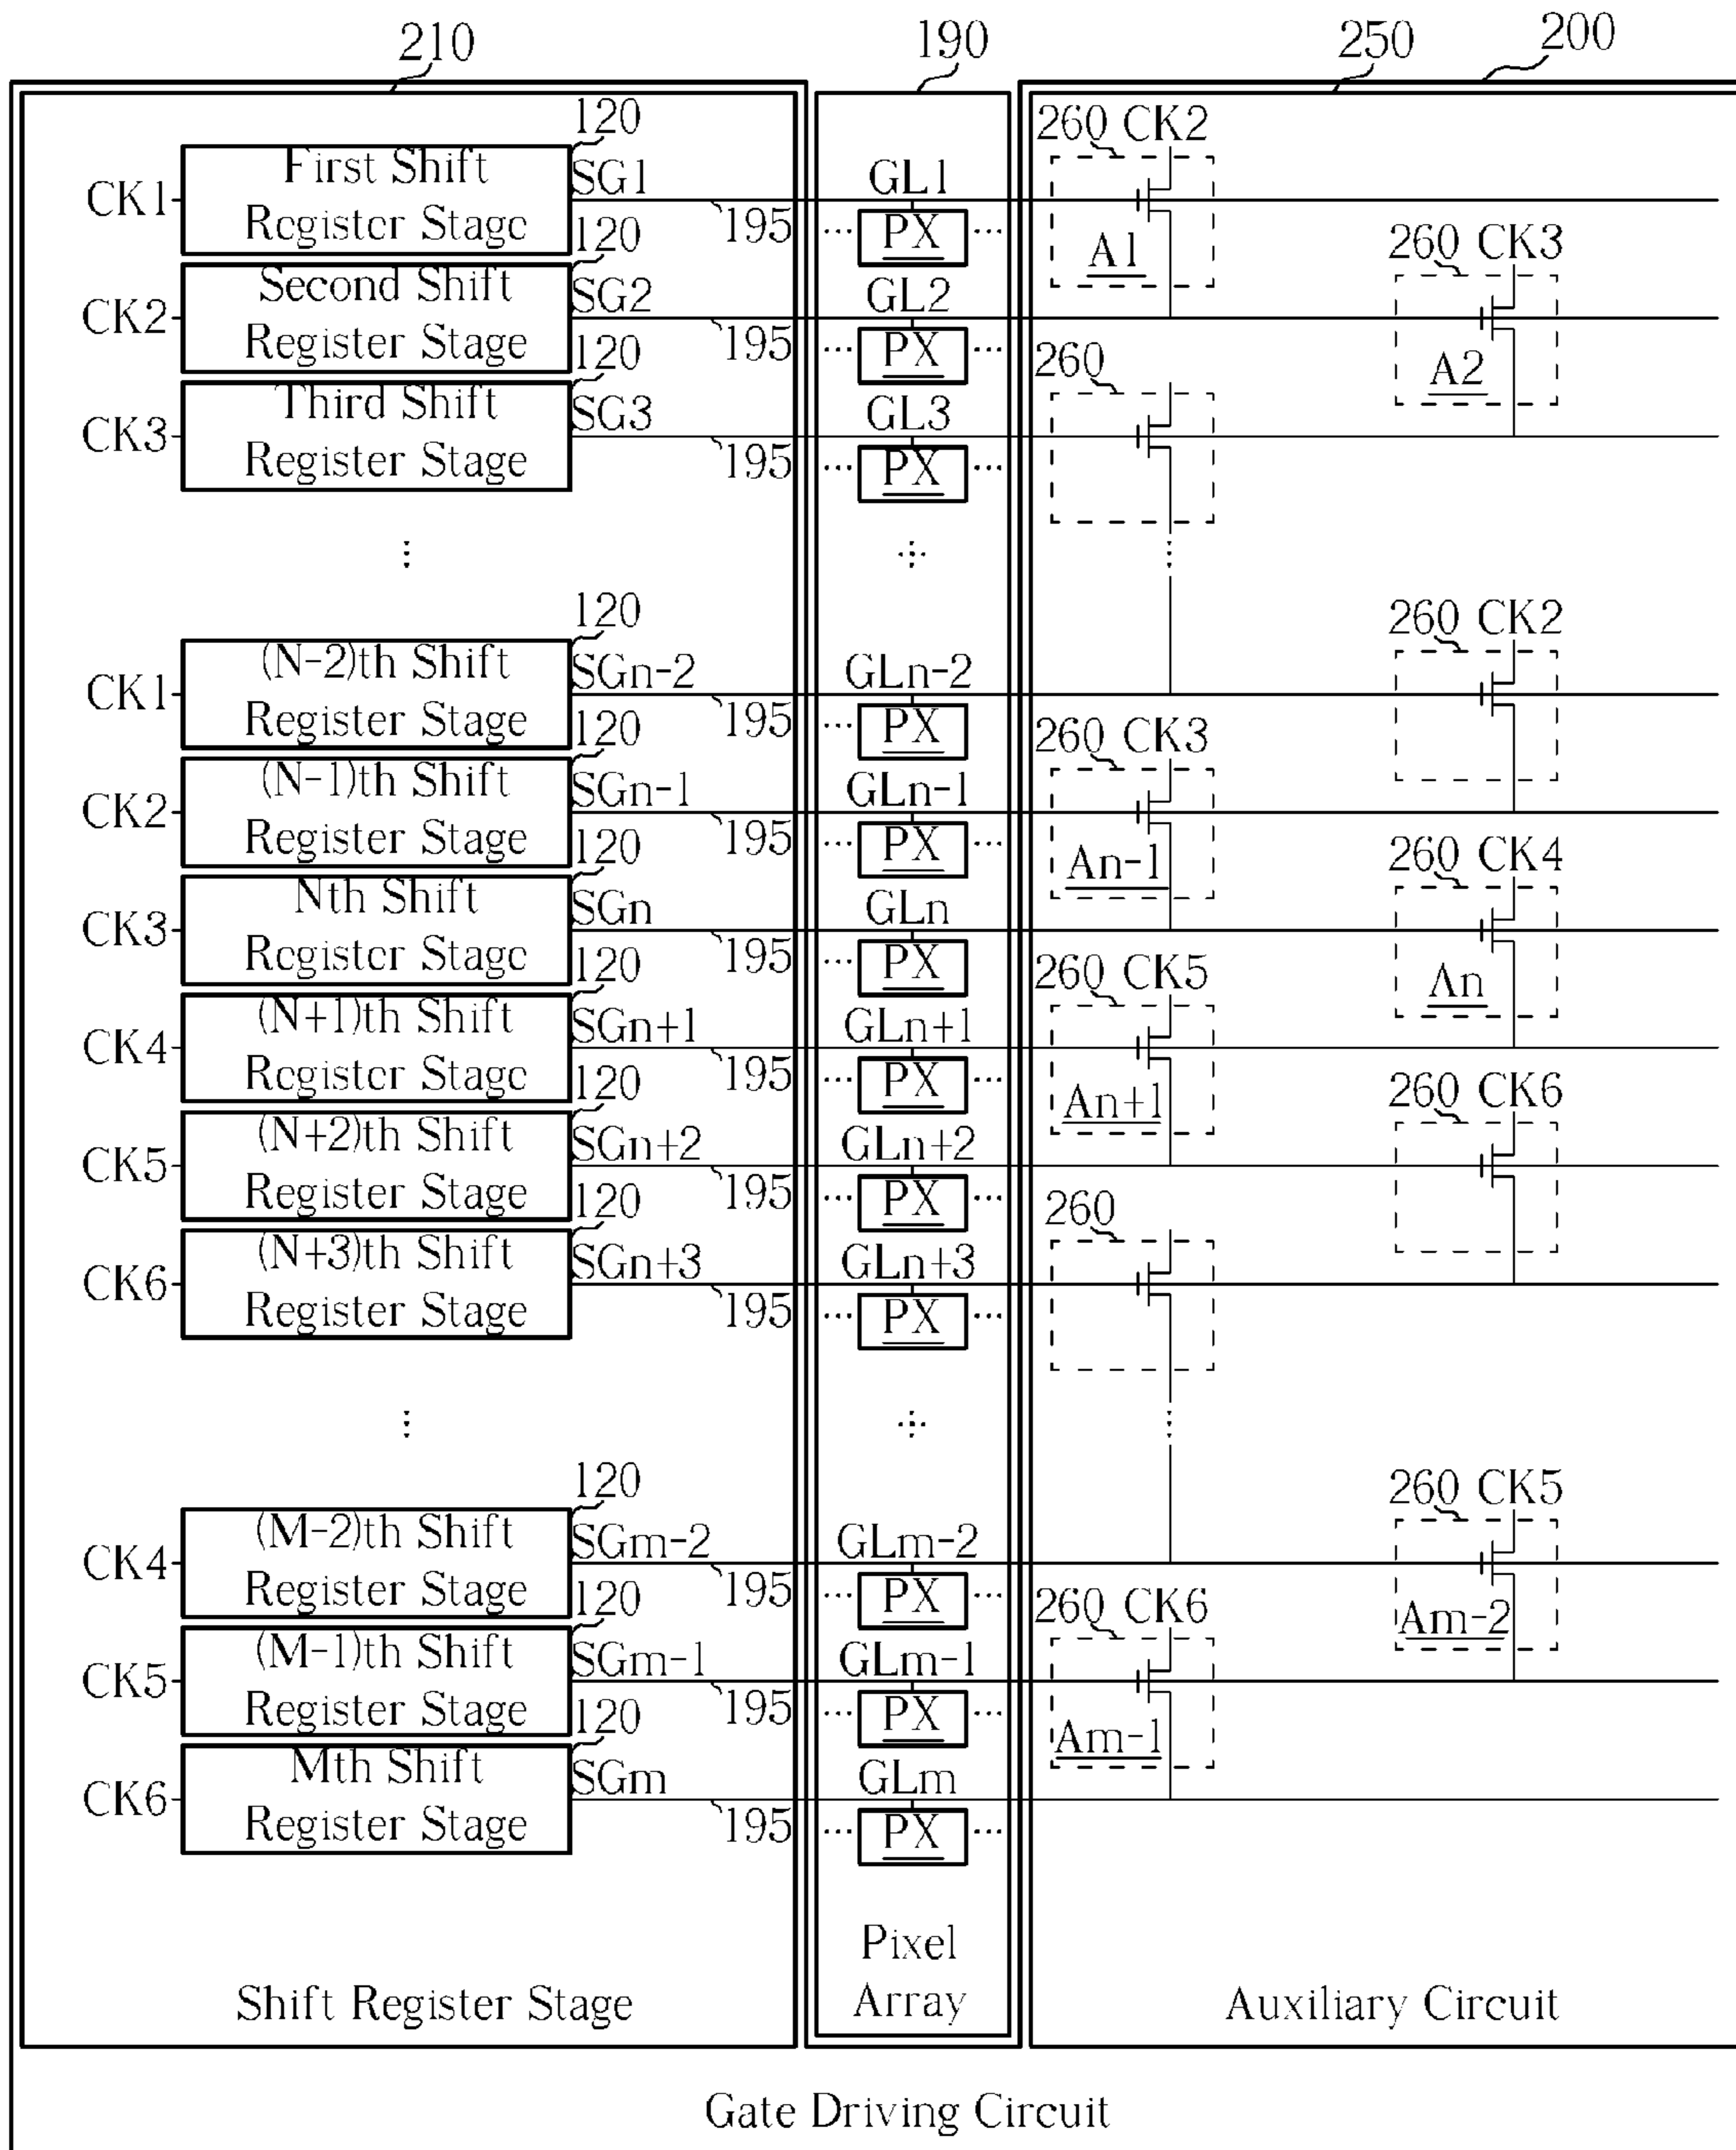 210 190 250 200
120 260 CK2
First Shift SG1 GL1
CK1 Register Stage 195 ... PX ... A1
120 260 CK3
Second Shift SG2 GL2
CK2 Register Stage 195 ... PX ... A2
120 260
Third Shift SG3 GL3
CK3 Register Stage 195 ... PX ...
120 260 CK2
(N-2)th Shift SGn-2 GLn-2
CK1 Register Stage 195 ... PX ...
120 260 CK3
(N-1)th Shift SGn-1 GLn-1
CK2 Register Stage 195 ... PX ... An-1
120 260 CK4
Nth Shift SGn GLn
CK3 Register Stage 195 ... PX ... An
120 260 CK5
(N+1)th Shift SGn+1 GLn+1
CK4 Register Stage 195 ... PX ... An+1
120 260 CK6
(N+2)th Shift SGn+2 GLn+2
CK5 Register Stage 195 ... PX ...
120 260
(N+3)th Shift SGn+3 GLn+3
CK6 Register Stage 195 ... PX ...
120 260 CK5
(M-2)th Shift SGm-2 GLm-2
CK4 Register Stage 195 ... PX ... Am-2
120 260 CK6
(M-1)th Shift SGm-1 GLm-1
CK5 Register Stage 195 ... PX ... Am-1
120
Mth Shift SGm GLm
CK6 Register Stage 195 ... PX ...
Pixel
Shift Register Stage Array Auxiliary Circuit
Gate Driving Circuit